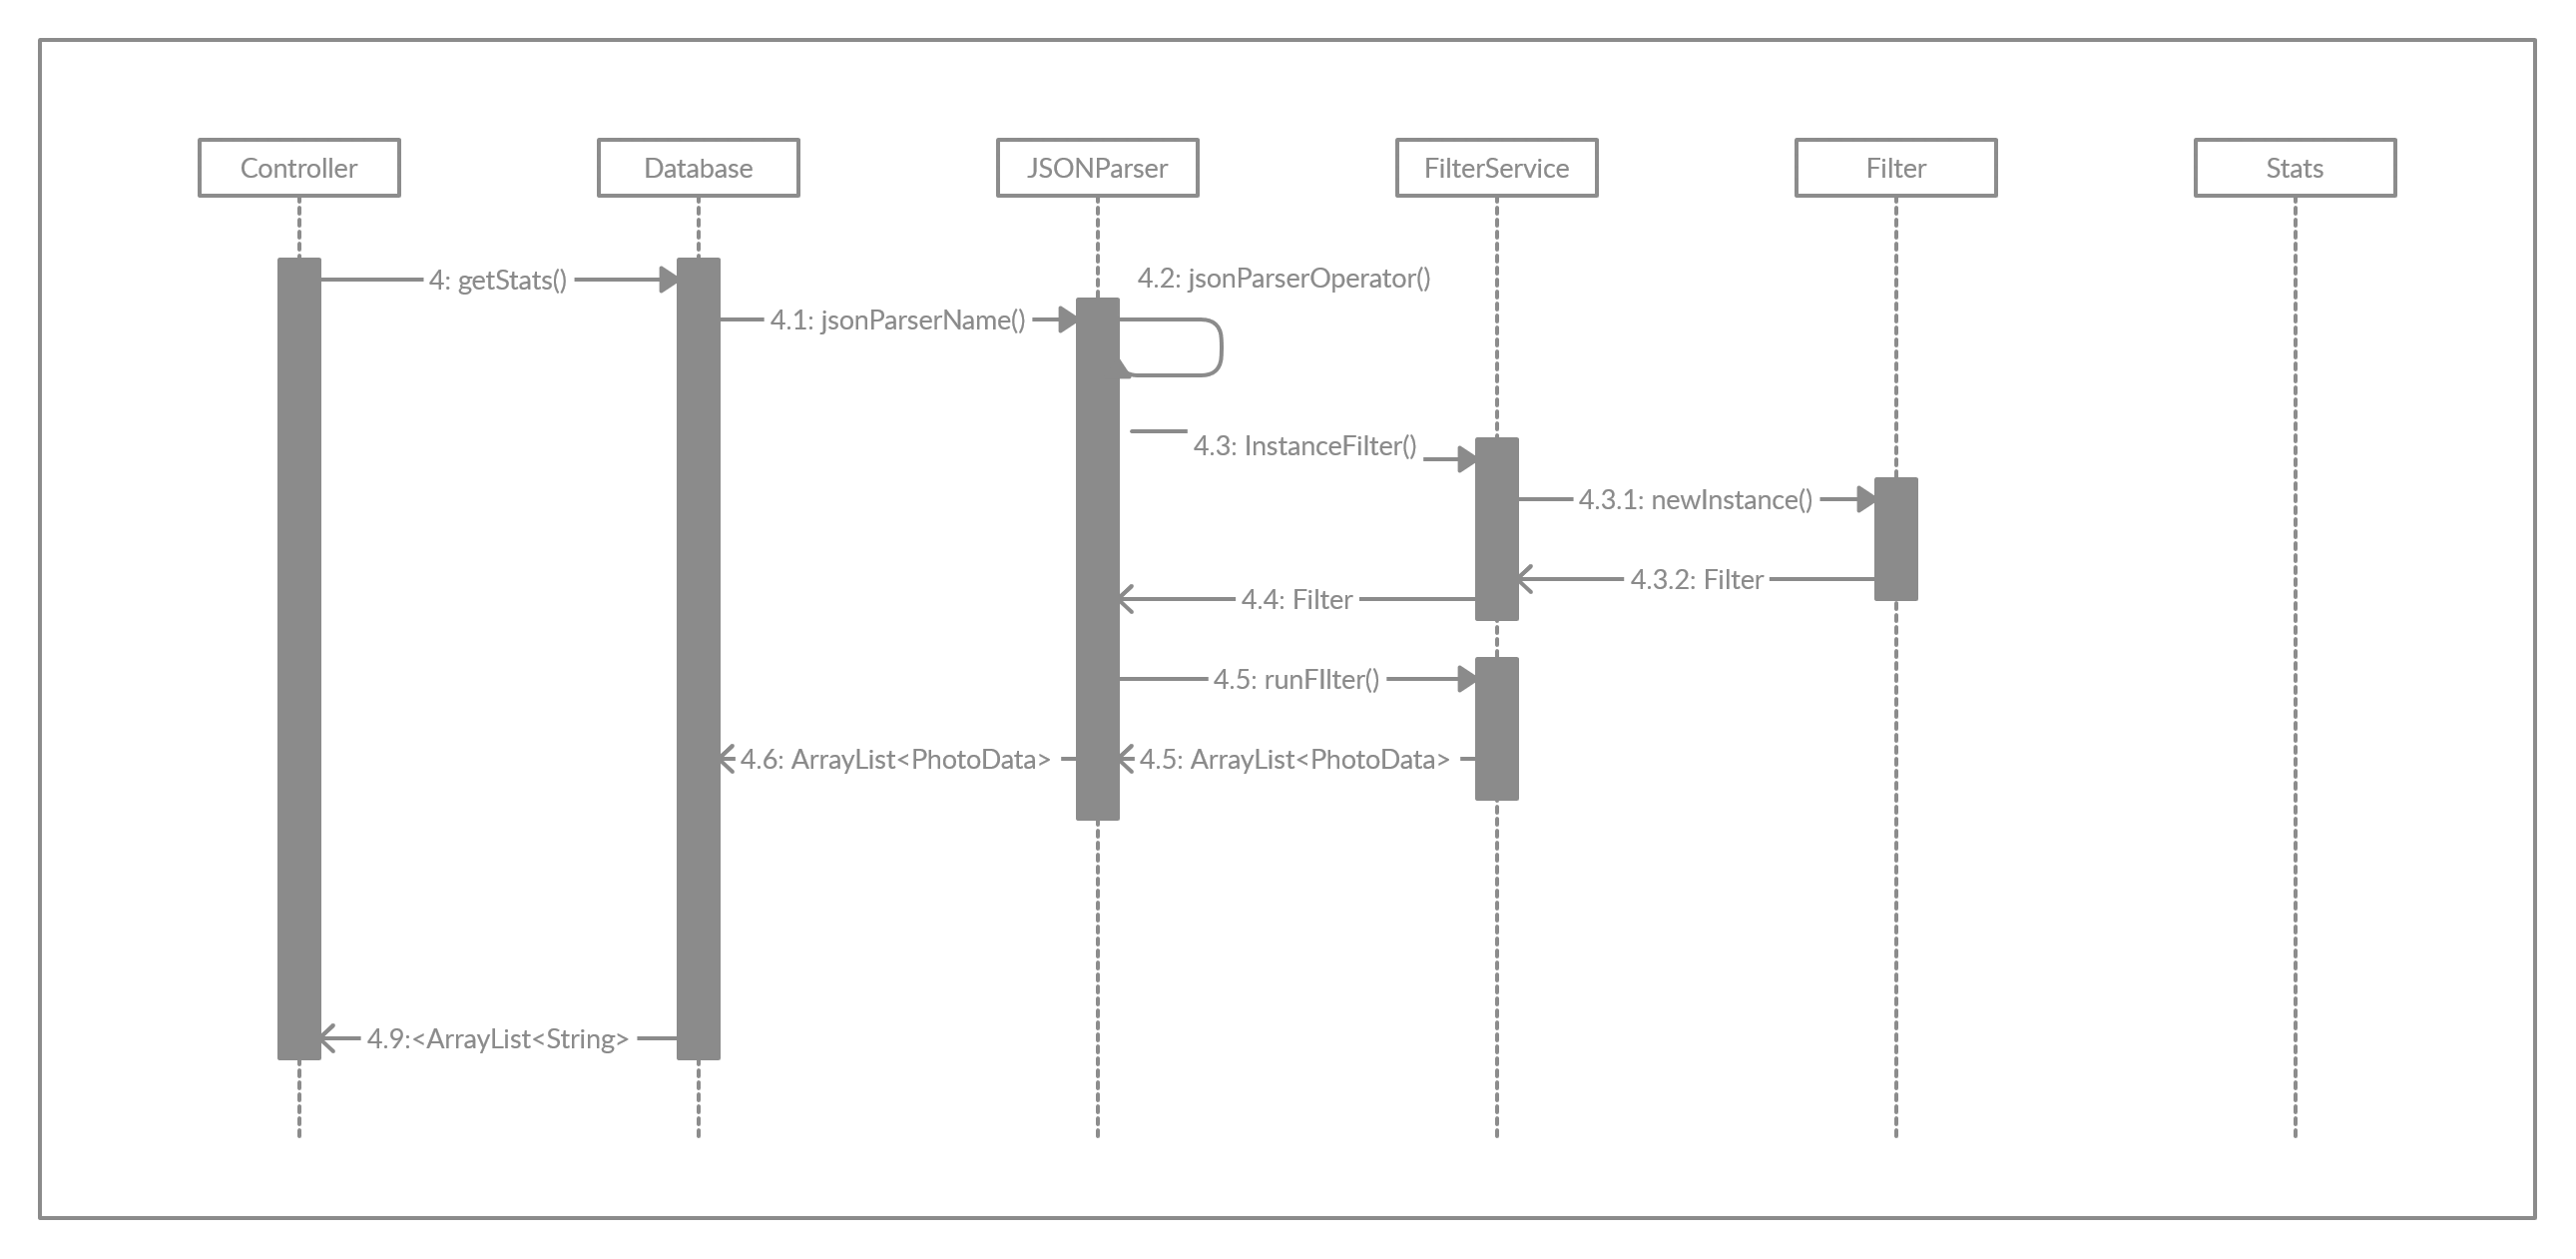 Controller
Database
JSONParser
FilterService
Filter
Stats
4: getStats()
4.2: jsonParserOperator()
4.1: jsonParserName()
4.3: InstanceFilter()
4.3.1: newInstance()
4.3.2: Filter
4.4: Filter
4.5: runFIlter()
4.6: ArrayList<PhotoData>
4.5: ArrayList<PhotoData>
4.9:<ArrayList<String>